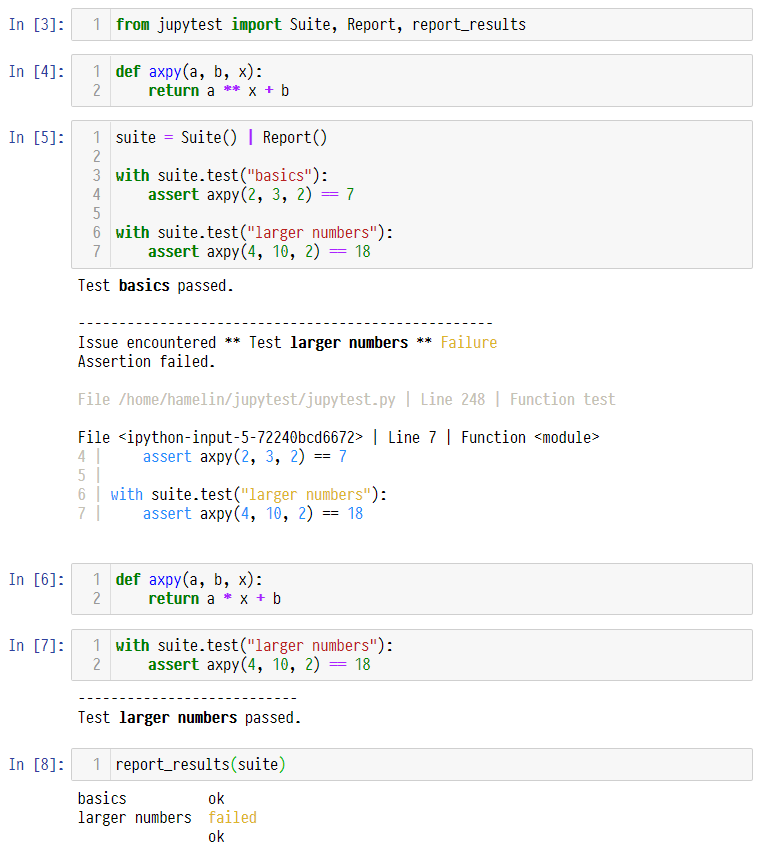 In [3]: 1 from jupytest import Suite, Report, report_results
In [4]: 1 def axpy(a, b, x):
2     return a ** x + b
In [5]: 1 suite = Suite() | Report()
2
3 with suite.test("basics"):
4     assert axpy(2, 3, 2) == 7
5
6 with suite.test("larger numbers"):
7     assert axpy(4, 10, 2) == 18
Test basics passed.
---------------------------------------------------
Issue encountered ** Test larger numbers ** Failure
Assertion failed.
File /home/hamelin/jupytest/jupytest.py | Line 248 | Function test
File <ipython-input-5-72240bcd6672> | Line 7 | Function <module>
4 |     assert axpy(2, 3, 2) == 7
5 |
6 | with suite.test("larger numbers"):
7 |     assert axpy(4, 10, 2) == 18
In [6]: 1 def axpy(a, b, x):
2     return a * x + b
In [7]: 1 with suite.test("larger numbers"):
2     assert axpy(4, 10, 2) == 18
---------------------------
Test larger numbers passed.
In [8]: 1 report_results(suite)
basics          ok
larger numbers  failed
                ok